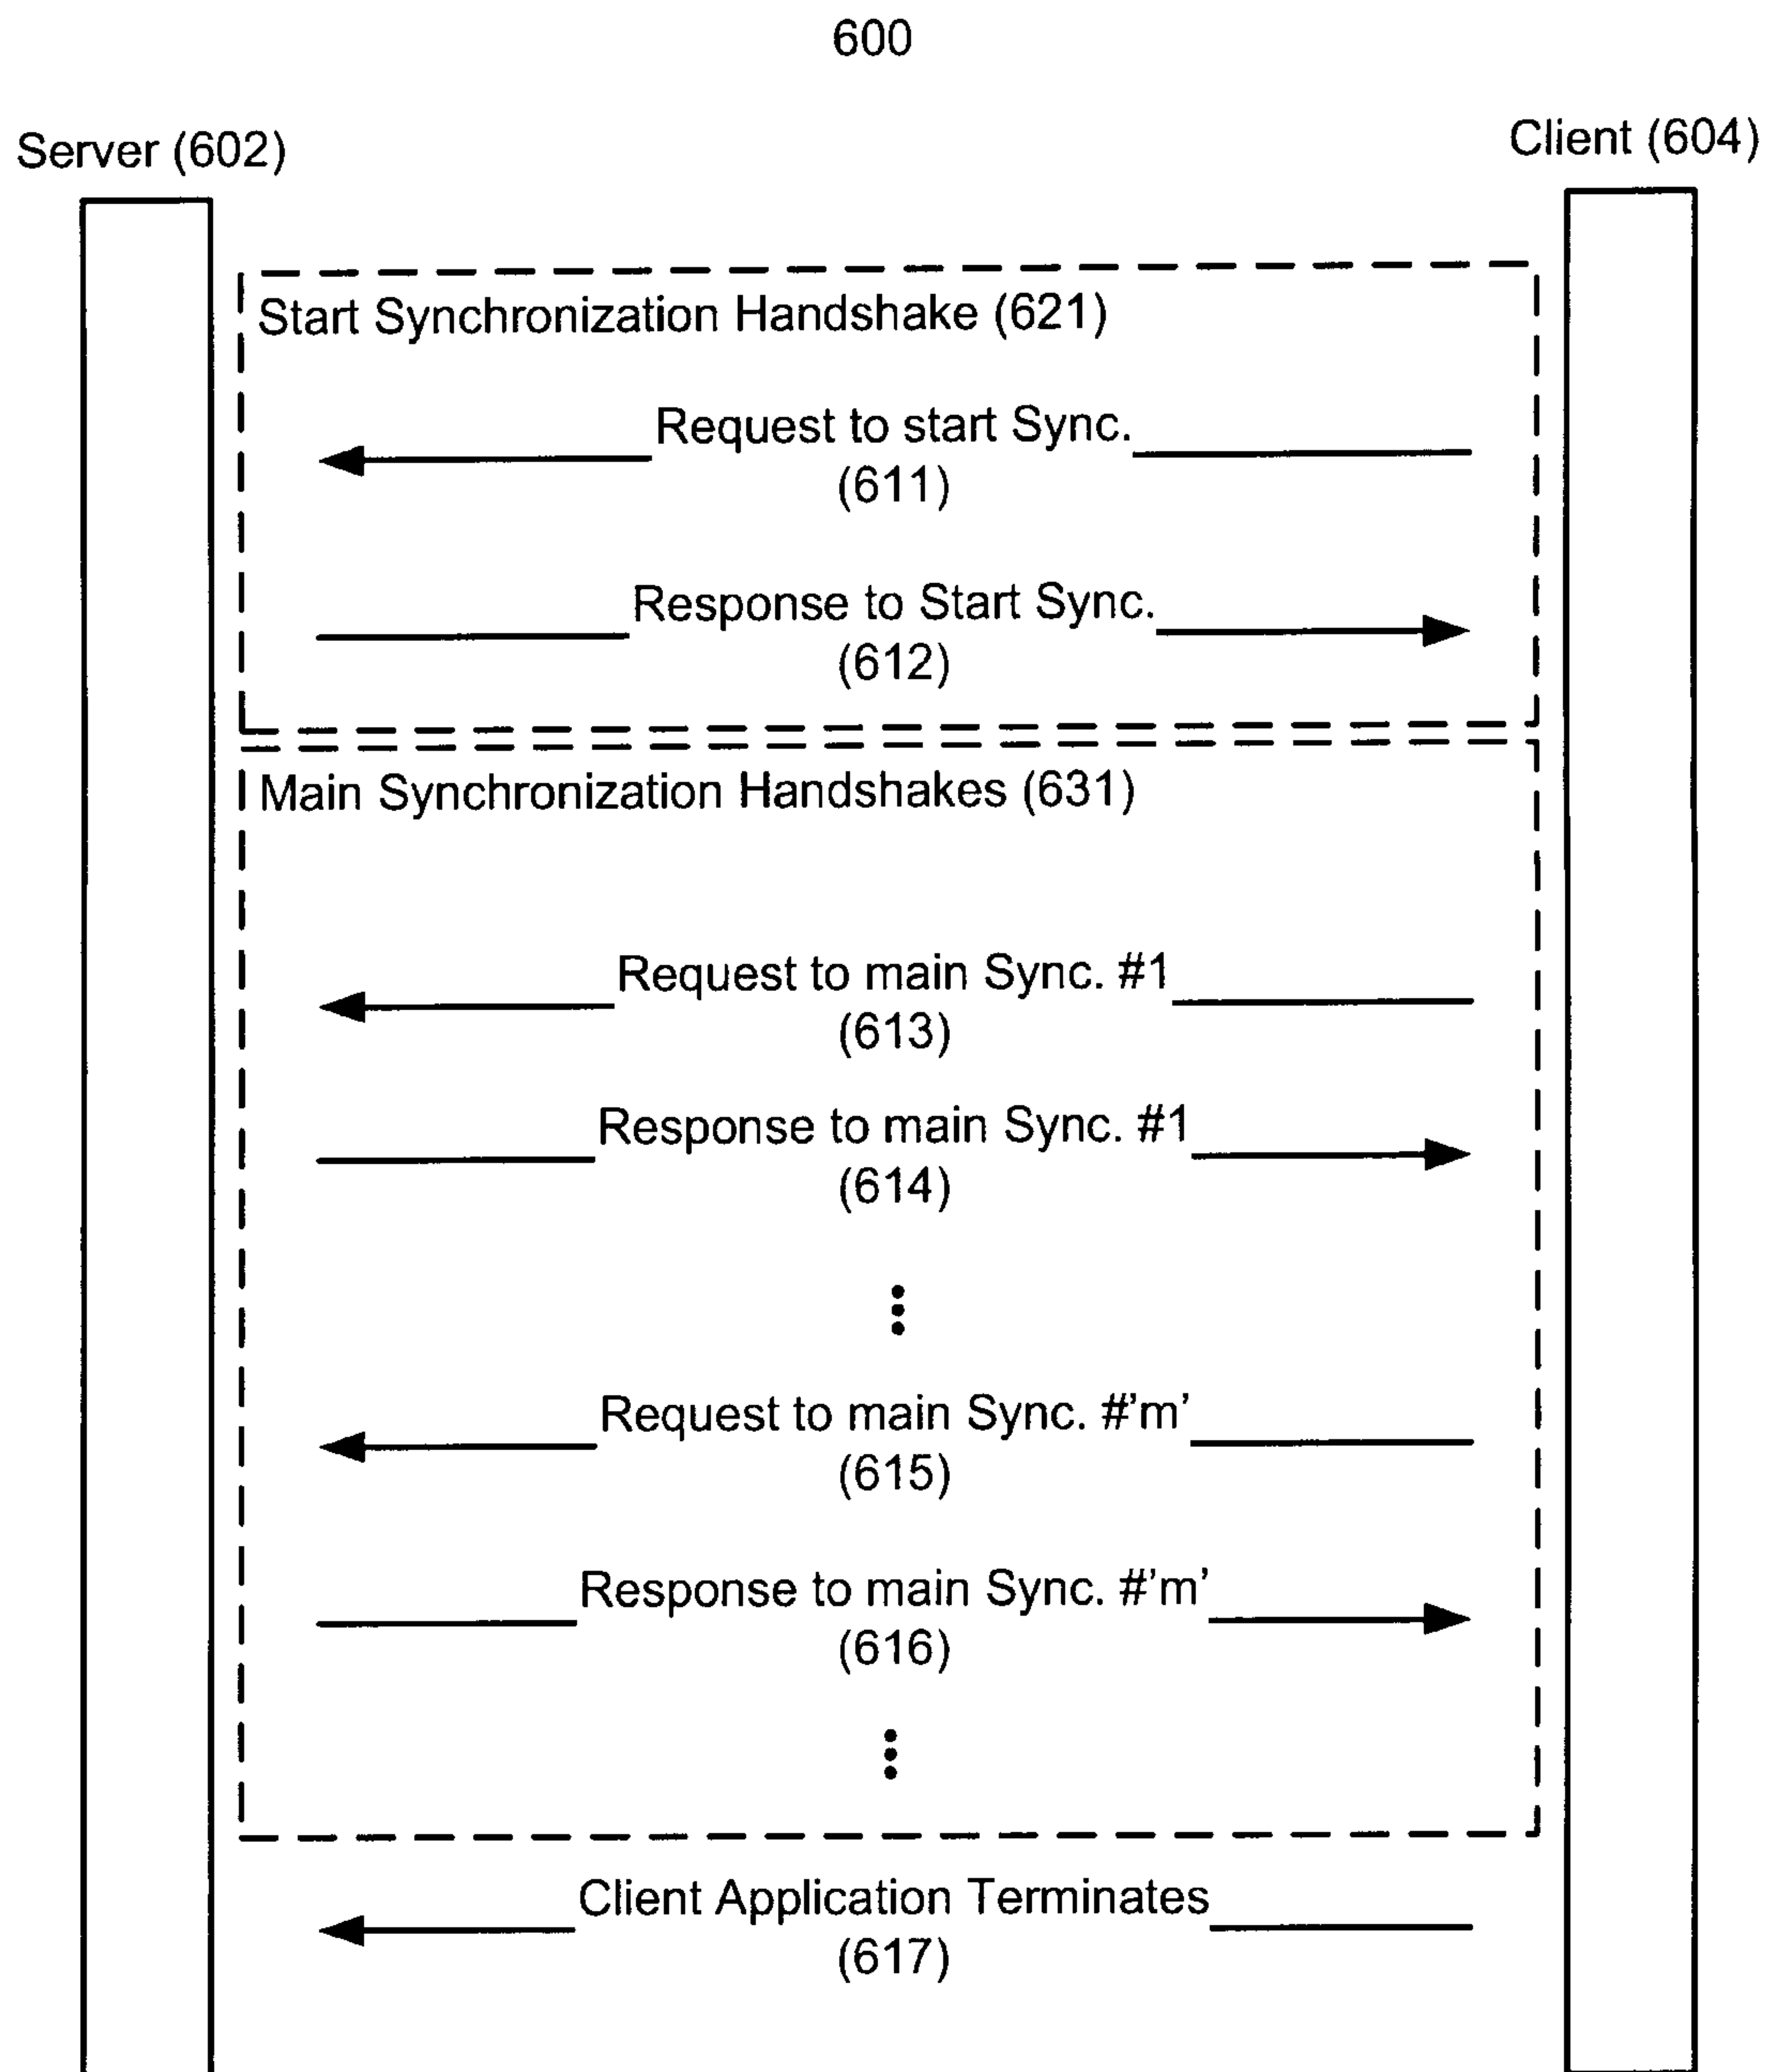 600
Server (602)
Client (604)
Start Synchronization Handshake (621)
Request to start Sync.
(611)
Response to Start Sync.
(612)
Main Synchronization Handshakes (631)
Request to main Sync. #1
(613)
Response to main Sync. #1
(614)
Request to main Sync. #’m’
(615)
Response to main Sync. #’m’
(616)
Client Application Terminates
(617)